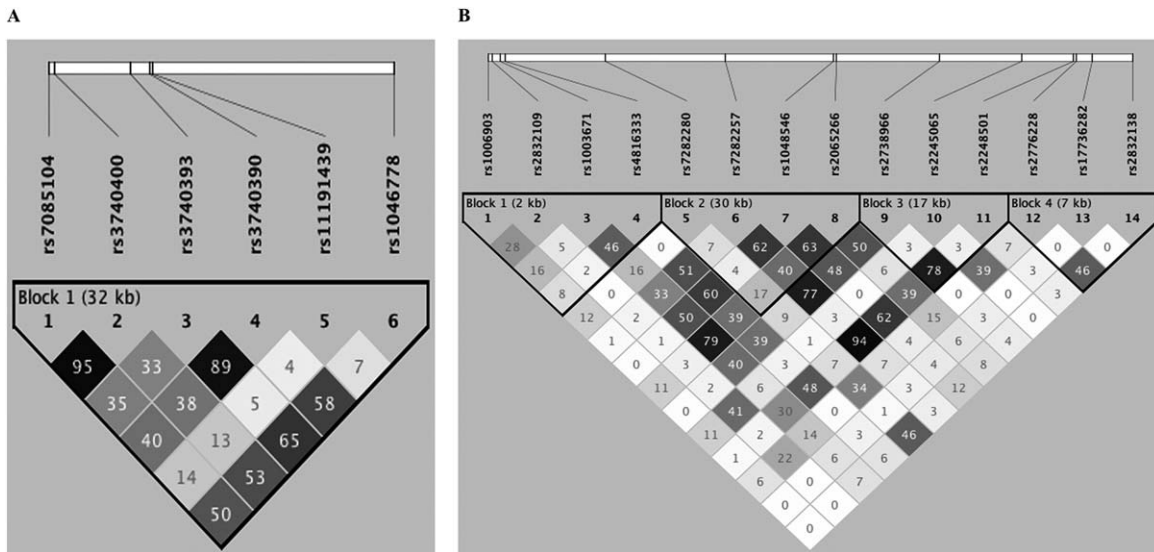 A
B
rs7085104
rs3740400
rs3740393
rs3740390
rs11191439
rs1046778
Block 1 (32 kb)
1 2 3 4 5 6
95 33 89 4 7
35 38 5 58
40 13 65
14 53
50
rs1006903
rs2832109
rs1003671
rs4816333
rs7282280
rs7282257
rs1048546
rs2065266
rs2738966
rs2245065
rs2248501
rs2776228
rs17736282
rs2832138
Block 1 (2 kb) Block 2 (30 kb) Block 3 (17 kb) Block 4 (7 kb)
1 2 3 4 5 6 7 8 9 10 11 12 13 14
28 5 46 0 7 62 63 50 3 3 7 0 0
16 2 16 51 4 40 48 6 78 39 3 46
8 0 33 60 17 77 0 39 0 0 3
12 2 50 39 9 3 62 15 3 0
1 1 79 39 1 94 4 6 4
0 3 40 3 7 7 7 8
11 2 6 48 34 3 12
0 41 30 0 1 3
11 2 14 3 46
1 22 6 6
6 0 7
0 0
0